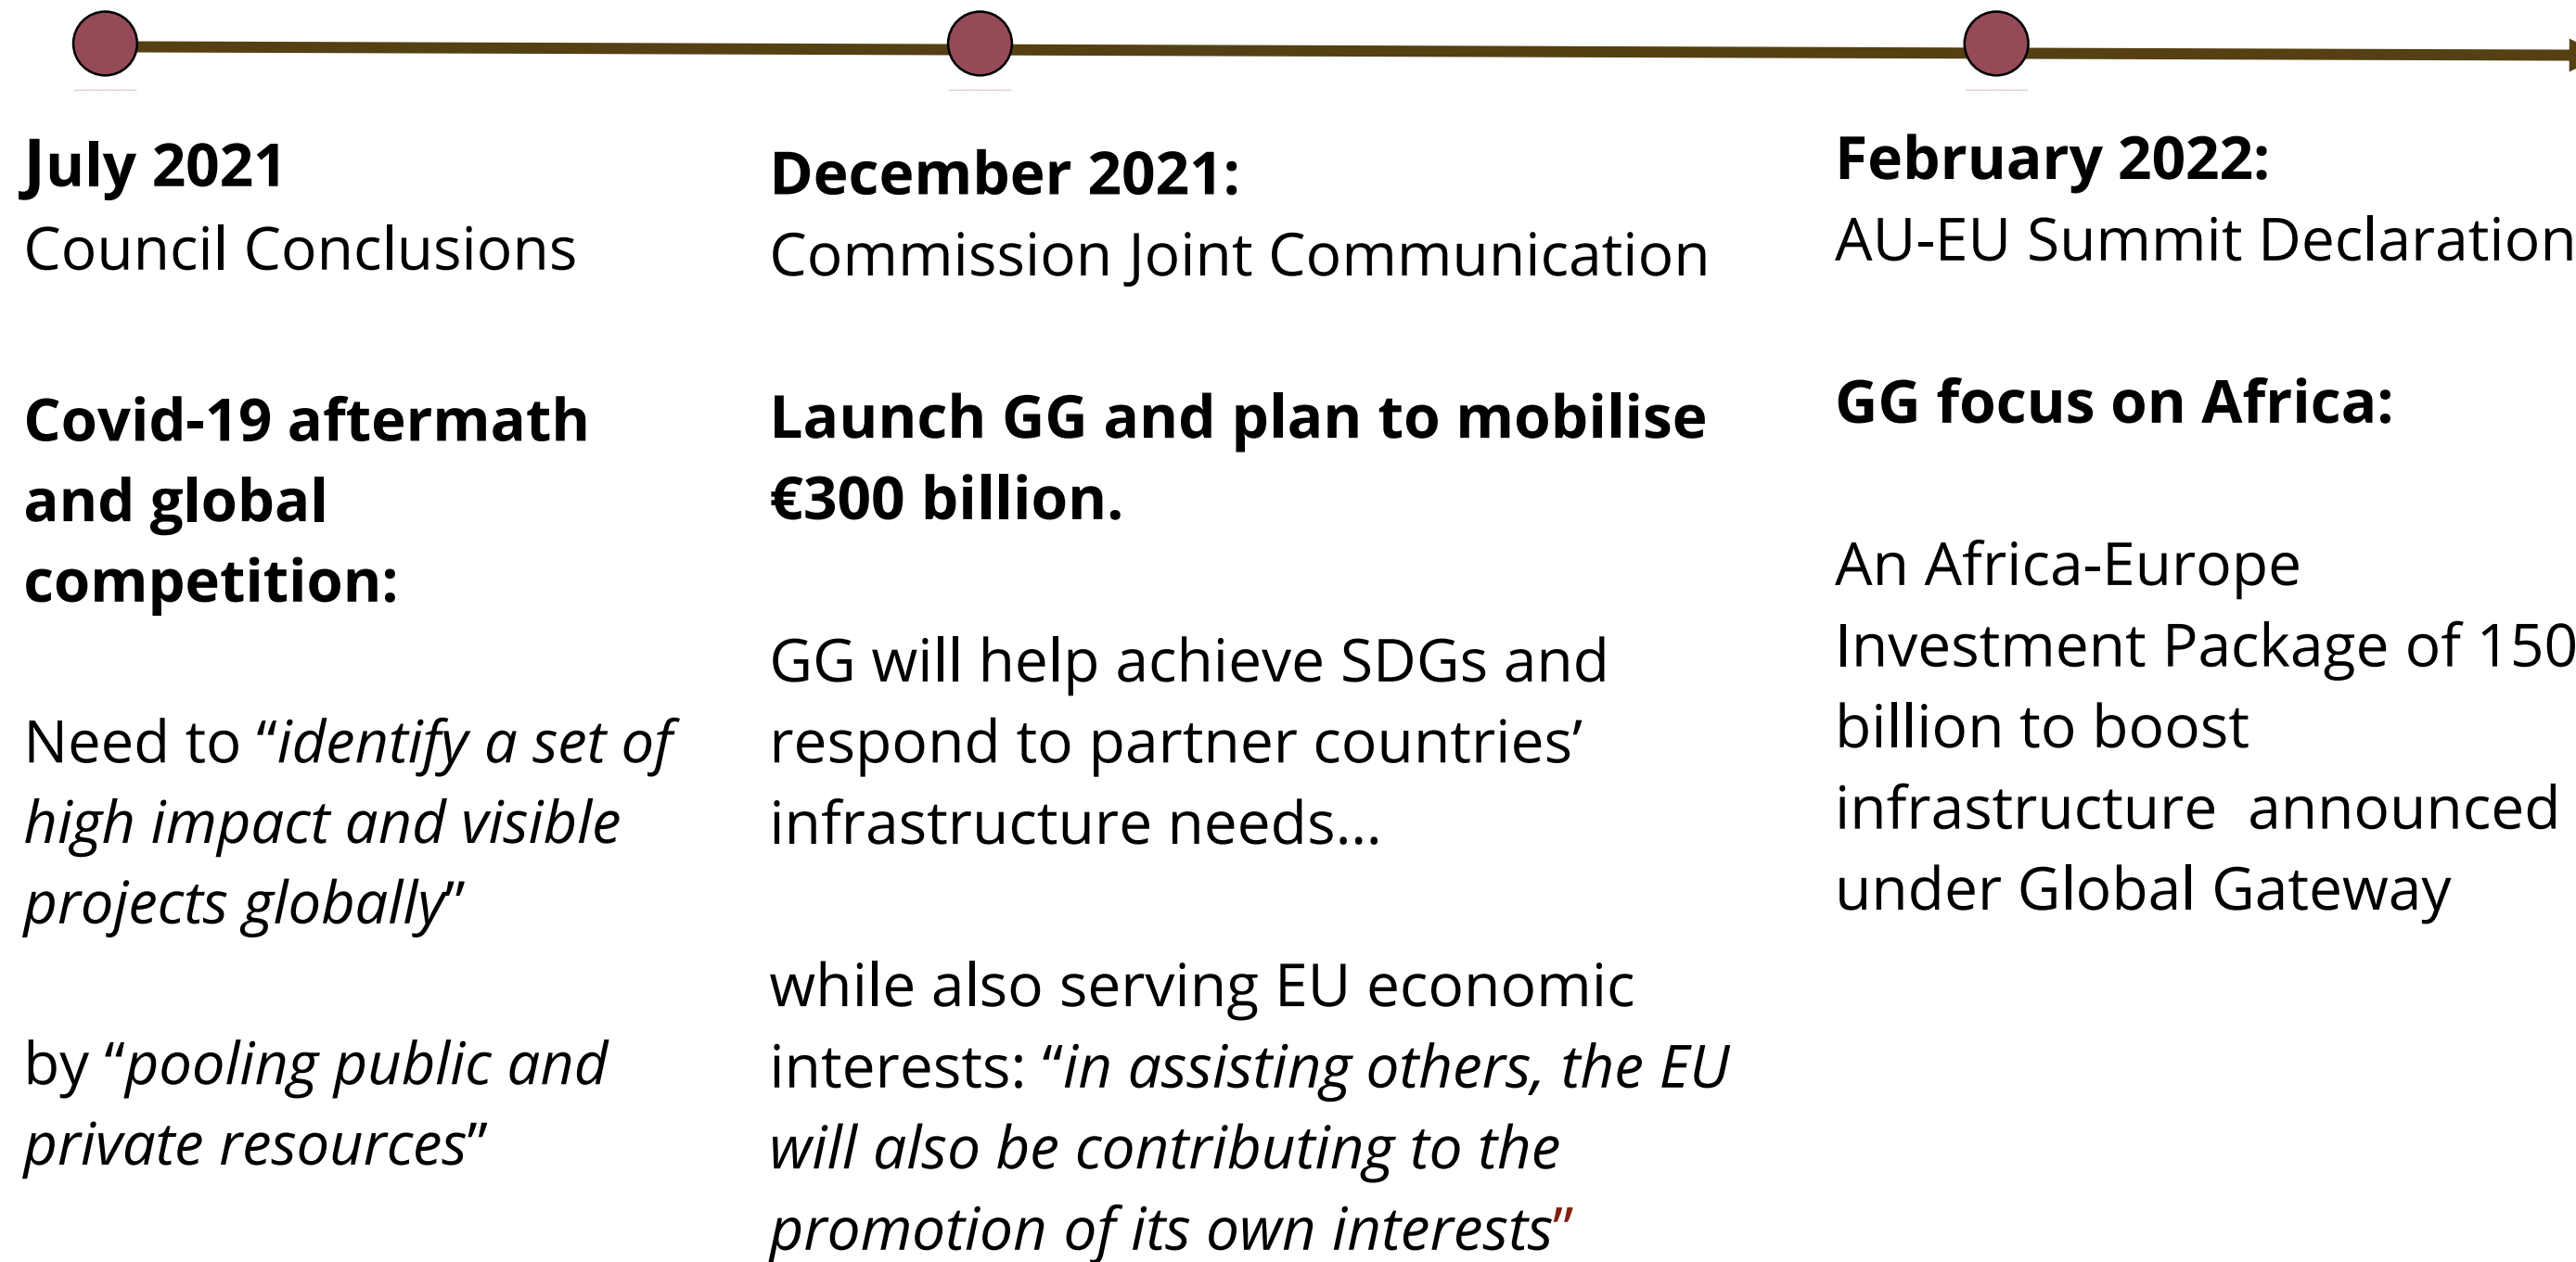 July 2021
Council Conclusions
Covid-19 aftermath
and global
competition:
Need to “identify a set of
high impact and visible
projects globally”
by “pooling public and
private resources”
December 2021:
Commission Joint Communication
Launch GG and plan to mobilise
€300 billion.
GG will help achieve SDGs and
respond to partner countries’
infrastructure needs...
while also serving EU economic
interests: “in assisting others, the EU
will also be contributing to the
promotion of its own interests”
February 2022:
AU-EU Summit Declaration
GG focus on Africa:
An Africa-Europe
Investment Package of 150
billion to boost
infrastructure  announced
under Global Gateway